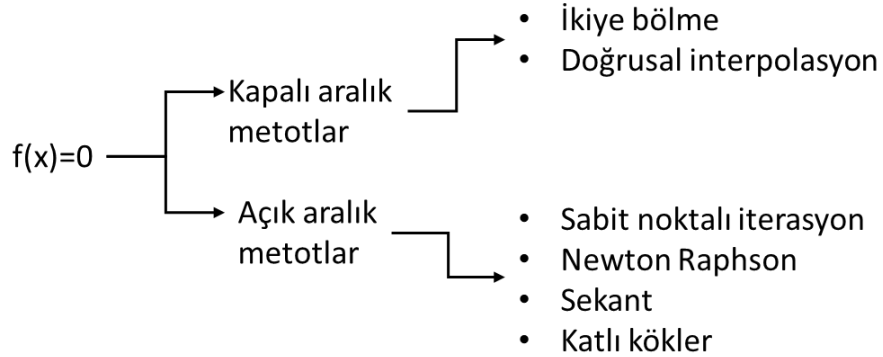 f(x)=0
Kapalı aralık
metotlar
• İkiye bölme
• Doğrusal interpolasyon
Açık aralık
metotlar
• Sabit noktalı iterasyon
• Newton Raphson
• Sekant
• Katlı kökler